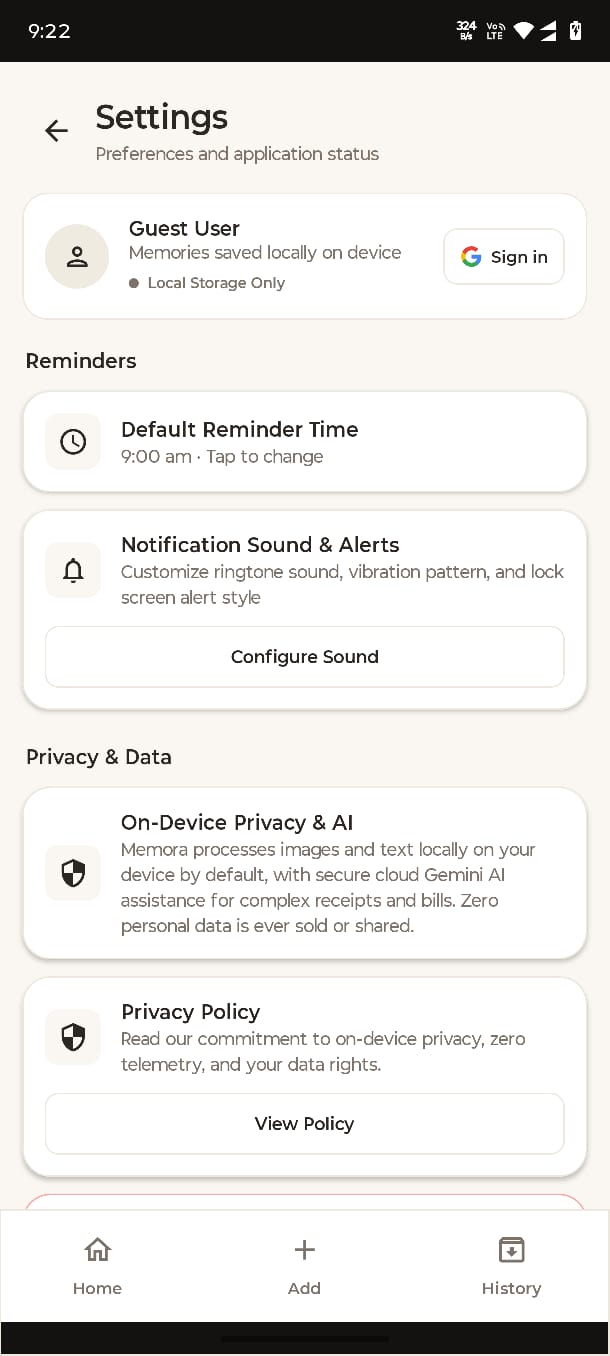 9:22
324 B/s Vo LTE
Settings
Preferences and application status
Guest User
Memories saved locally on device
Local Storage Only
Sign in
Reminders
Default Reminder Time
9:00 am · Tap to change
Notification Sound & Alerts
Customize ringtone sound, vibration pattern, and lock
screen alert style
Configure Sound
Privacy & Data
On-Device Privacy & AI
Memora processes images and text locally on your
device by default, with secure cloud Gemini AI
assistance for complex receipts and bills. Zero
personal data is ever sold or shared.
Privacy Policy
Read our commitment to on-device privacy, zero
telemetry, and your data rights.
View Policy
Home
Add
History